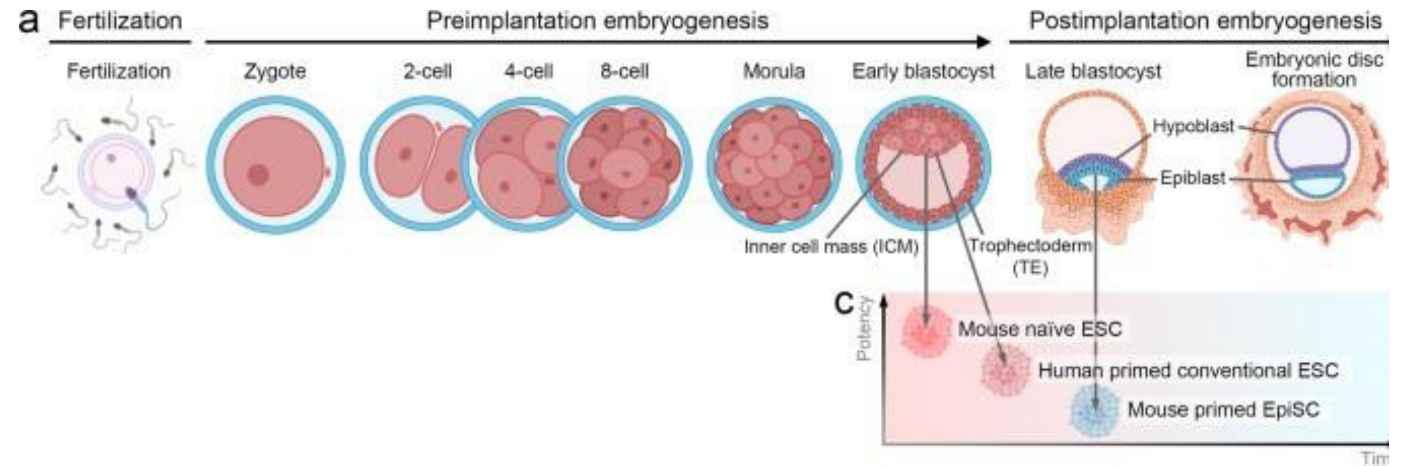 a
Fertilization
Preimplantation embryogenesis
Postimplantation embryogenesis
Fertilization
Zygote
2-cell
4-cell
8-cell
Morula
Early blastocyst
Late blastocyst
Embryonic disc
formation
Hypoblast
Epiblast
Inner cell mass (ICM)
Trophectoderm
(TE)
c
Potency
Mouse naïve ESC
Human primed conventional ESC
Mouse primed EpiSC